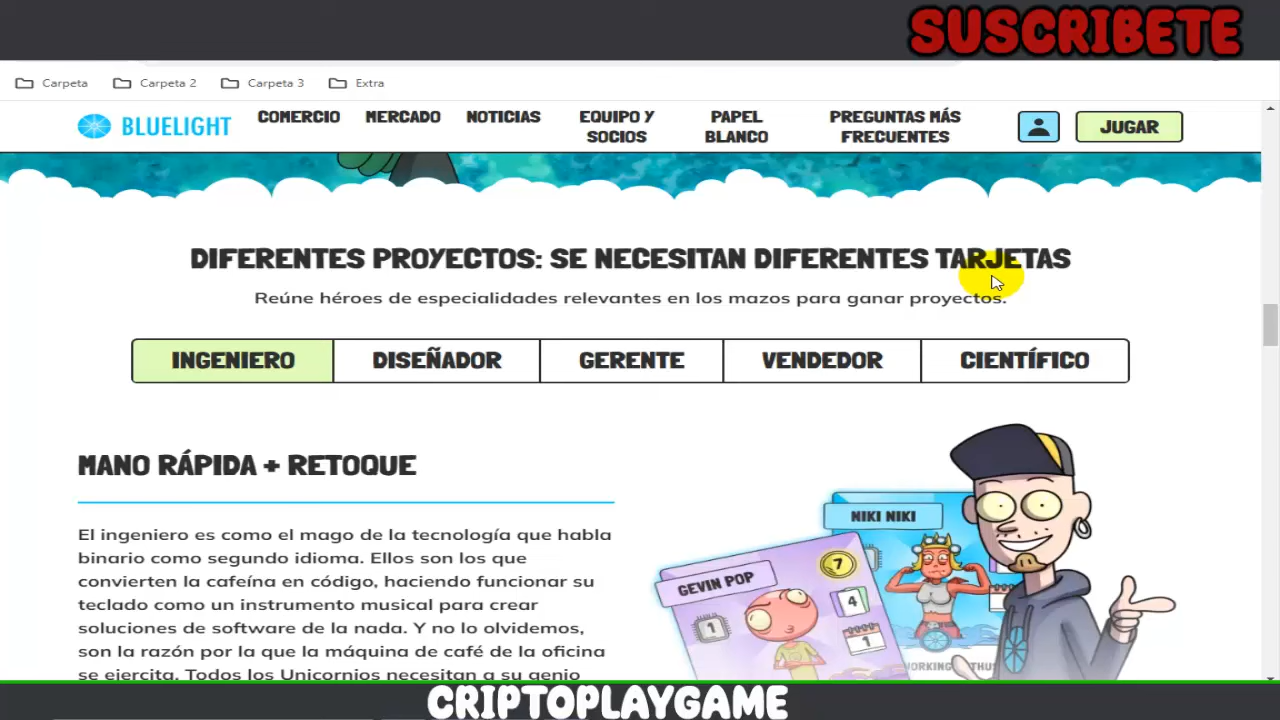 SUSCRIBETE
Carpeta Carpeta 2 Carpeta 3 Extra
BLUELIGHT COMERCIO MERCADO NOTICIAS EQUIPO Y SOCIOS PAPEL BLANCO PREGUNTAS MÁS FRECUENTES JUGAR
DIFERENTES PROYECTOS: SE NECESITAN DIFERENTES TARJETAS
Reúne héroes de especialidades relevantes en los mazos para ganar proyectos.
INGENIERO DISEÑADOR GERENTE VENDEDOR CIENTÍFICO
MANO RÁPIDA + RETOQUE
El ingeniero es como el mago de la tecnología que habla
binario como segundo idioma. Ellos son los que
convierten la cafeína en código, haciendo funcionar su
teclado como un instrumento musical para crear
soluciones de software de la nada. Y no lo olvidemos,
son la razón por la que la máquina de café de la oficina
se ejercita. Todos los Unicornios necesitan a su genio
NIKI NIKI
GEVIN POP
7
4
1
1
CRIPTOPLAYGAME